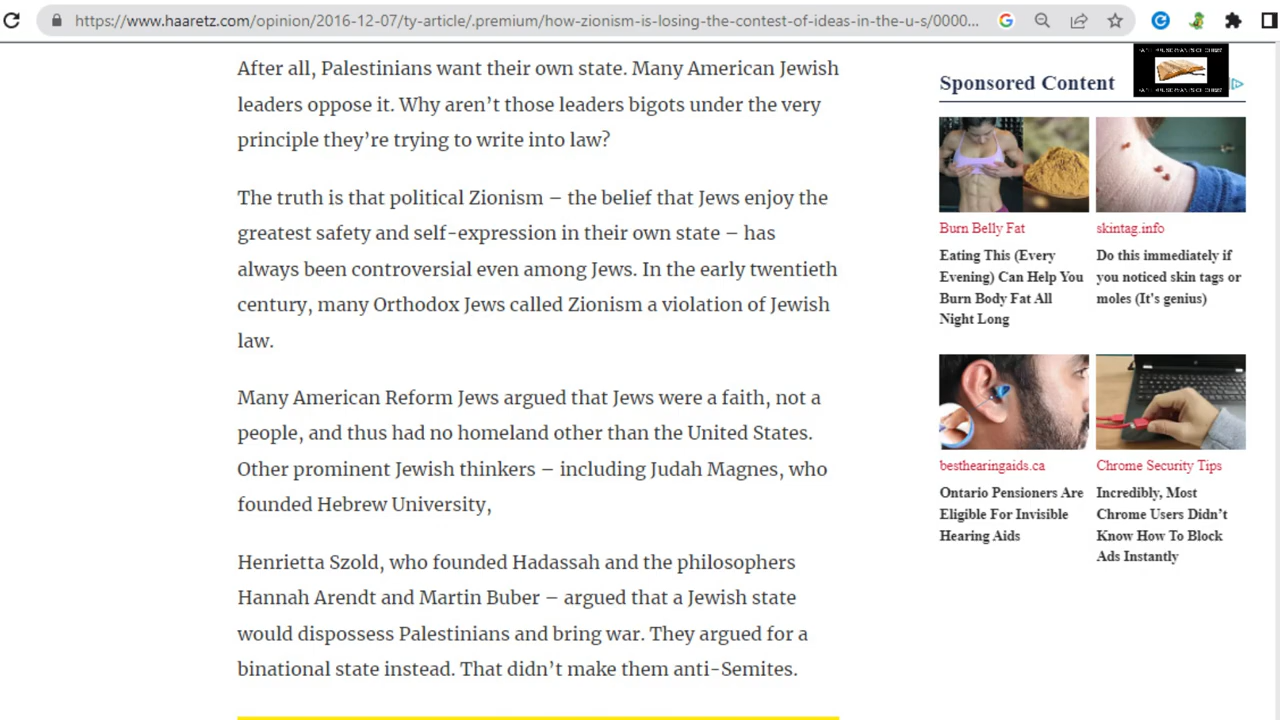 https://www.haaretz.com/opinion/2016-12-07/ty-article/.premium/how-zionism-is-losing-the-contest-of-ideas-in-the-u-s/0000...
After all, Palestinians want their own state. Many American Jewish
leaders oppose it. Why aren’t those leaders bigots under the very
principle they’re trying to write into law?
The truth is that political Zionism – the belief that Jews enjoy the
greatest safety and self-expression in their own state – has
always been controversial even among Jews. In the early twentieth
century, many Orthodox Jews called Zionism a violation of Jewish
law.
Many American Reform Jews argued that Jews were a faith, not a
people, and thus had no homeland other than the United States.
Other prominent Jewish thinkers – including Judah Magnes, who
founded Hebrew University,
Henrietta Szold, who founded Hadassah and the philosophers
Hannah Arendt and Martin Buber – argued that a Jewish state
would dispossess Palestinians and bring war. They argued for a
binational state instead. That didn’t make them anti-Semites.
Sponsored Content
Burn Belly Fat
Eating This (Every
Evening) Can Help You
Burn Body Fat All
Night Long
skintag.info
Do this immediately if
you noticed skin tags or
moles (It's genius)
besthearingaids.ca
Ontario Pensioners Are
Eligible For Invisible
Hearing Aids
Chrome Security Tips
Incredibly, Most
Chrome Users Didn’t
Know How To Block
Ads Instantly